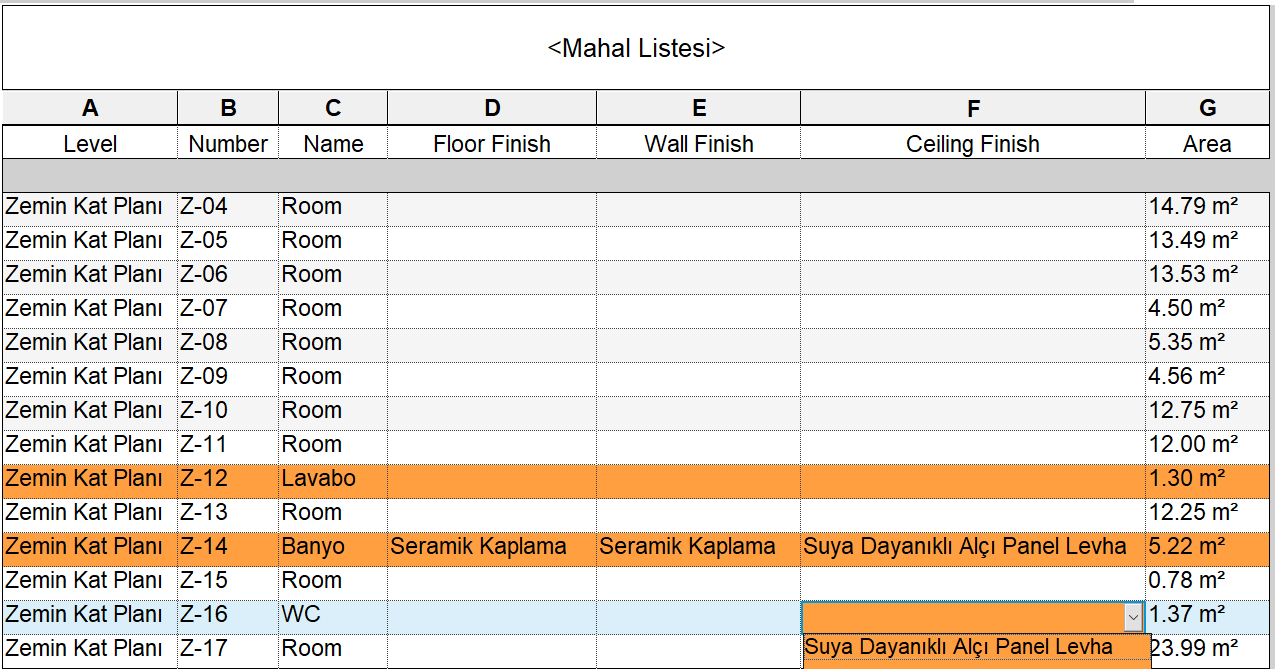 <Mahal Listesi>
A B C D E F G
Level Number Name Floor Finish Wall Finish Ceiling Finish Area
Zemin Kat Planı Z-04 Room 14.79 m²
Zemin Kat Planı Z-05 Room 13.49 m²
Zemin Kat Planı Z-06 Room 13.53 m²
Zemin Kat Planı Z-07 Room 4.50 m²
Zemin Kat Planı Z-08 Room 5.35 m²
Zemin Kat Planı Z-09 Room 4.56 m²
Zemin Kat Planı Z-10 Room 12.75 m²
Zemin Kat Planı Z-11 Room 12.00 m²
Zemin Kat Planı Z-12 Lavabo 1.30 m²
Zemin Kat Planı Z-13 Room 12.25 m²
Zemin Kat Planı Z-14 Banyo Seramik Kaplama Seramik Kaplama Suya Dayanıklı Alçı Panel Levha 5.22 m²
Zemin Kat Planı Z-15 Room 0.78 m²
Zemin Kat Planı Z-16 WC 1.37 m²
Zemin Kat Planı Z-17 Room Suya Dayanıklı Alçı Panel Levha 23.99 m²